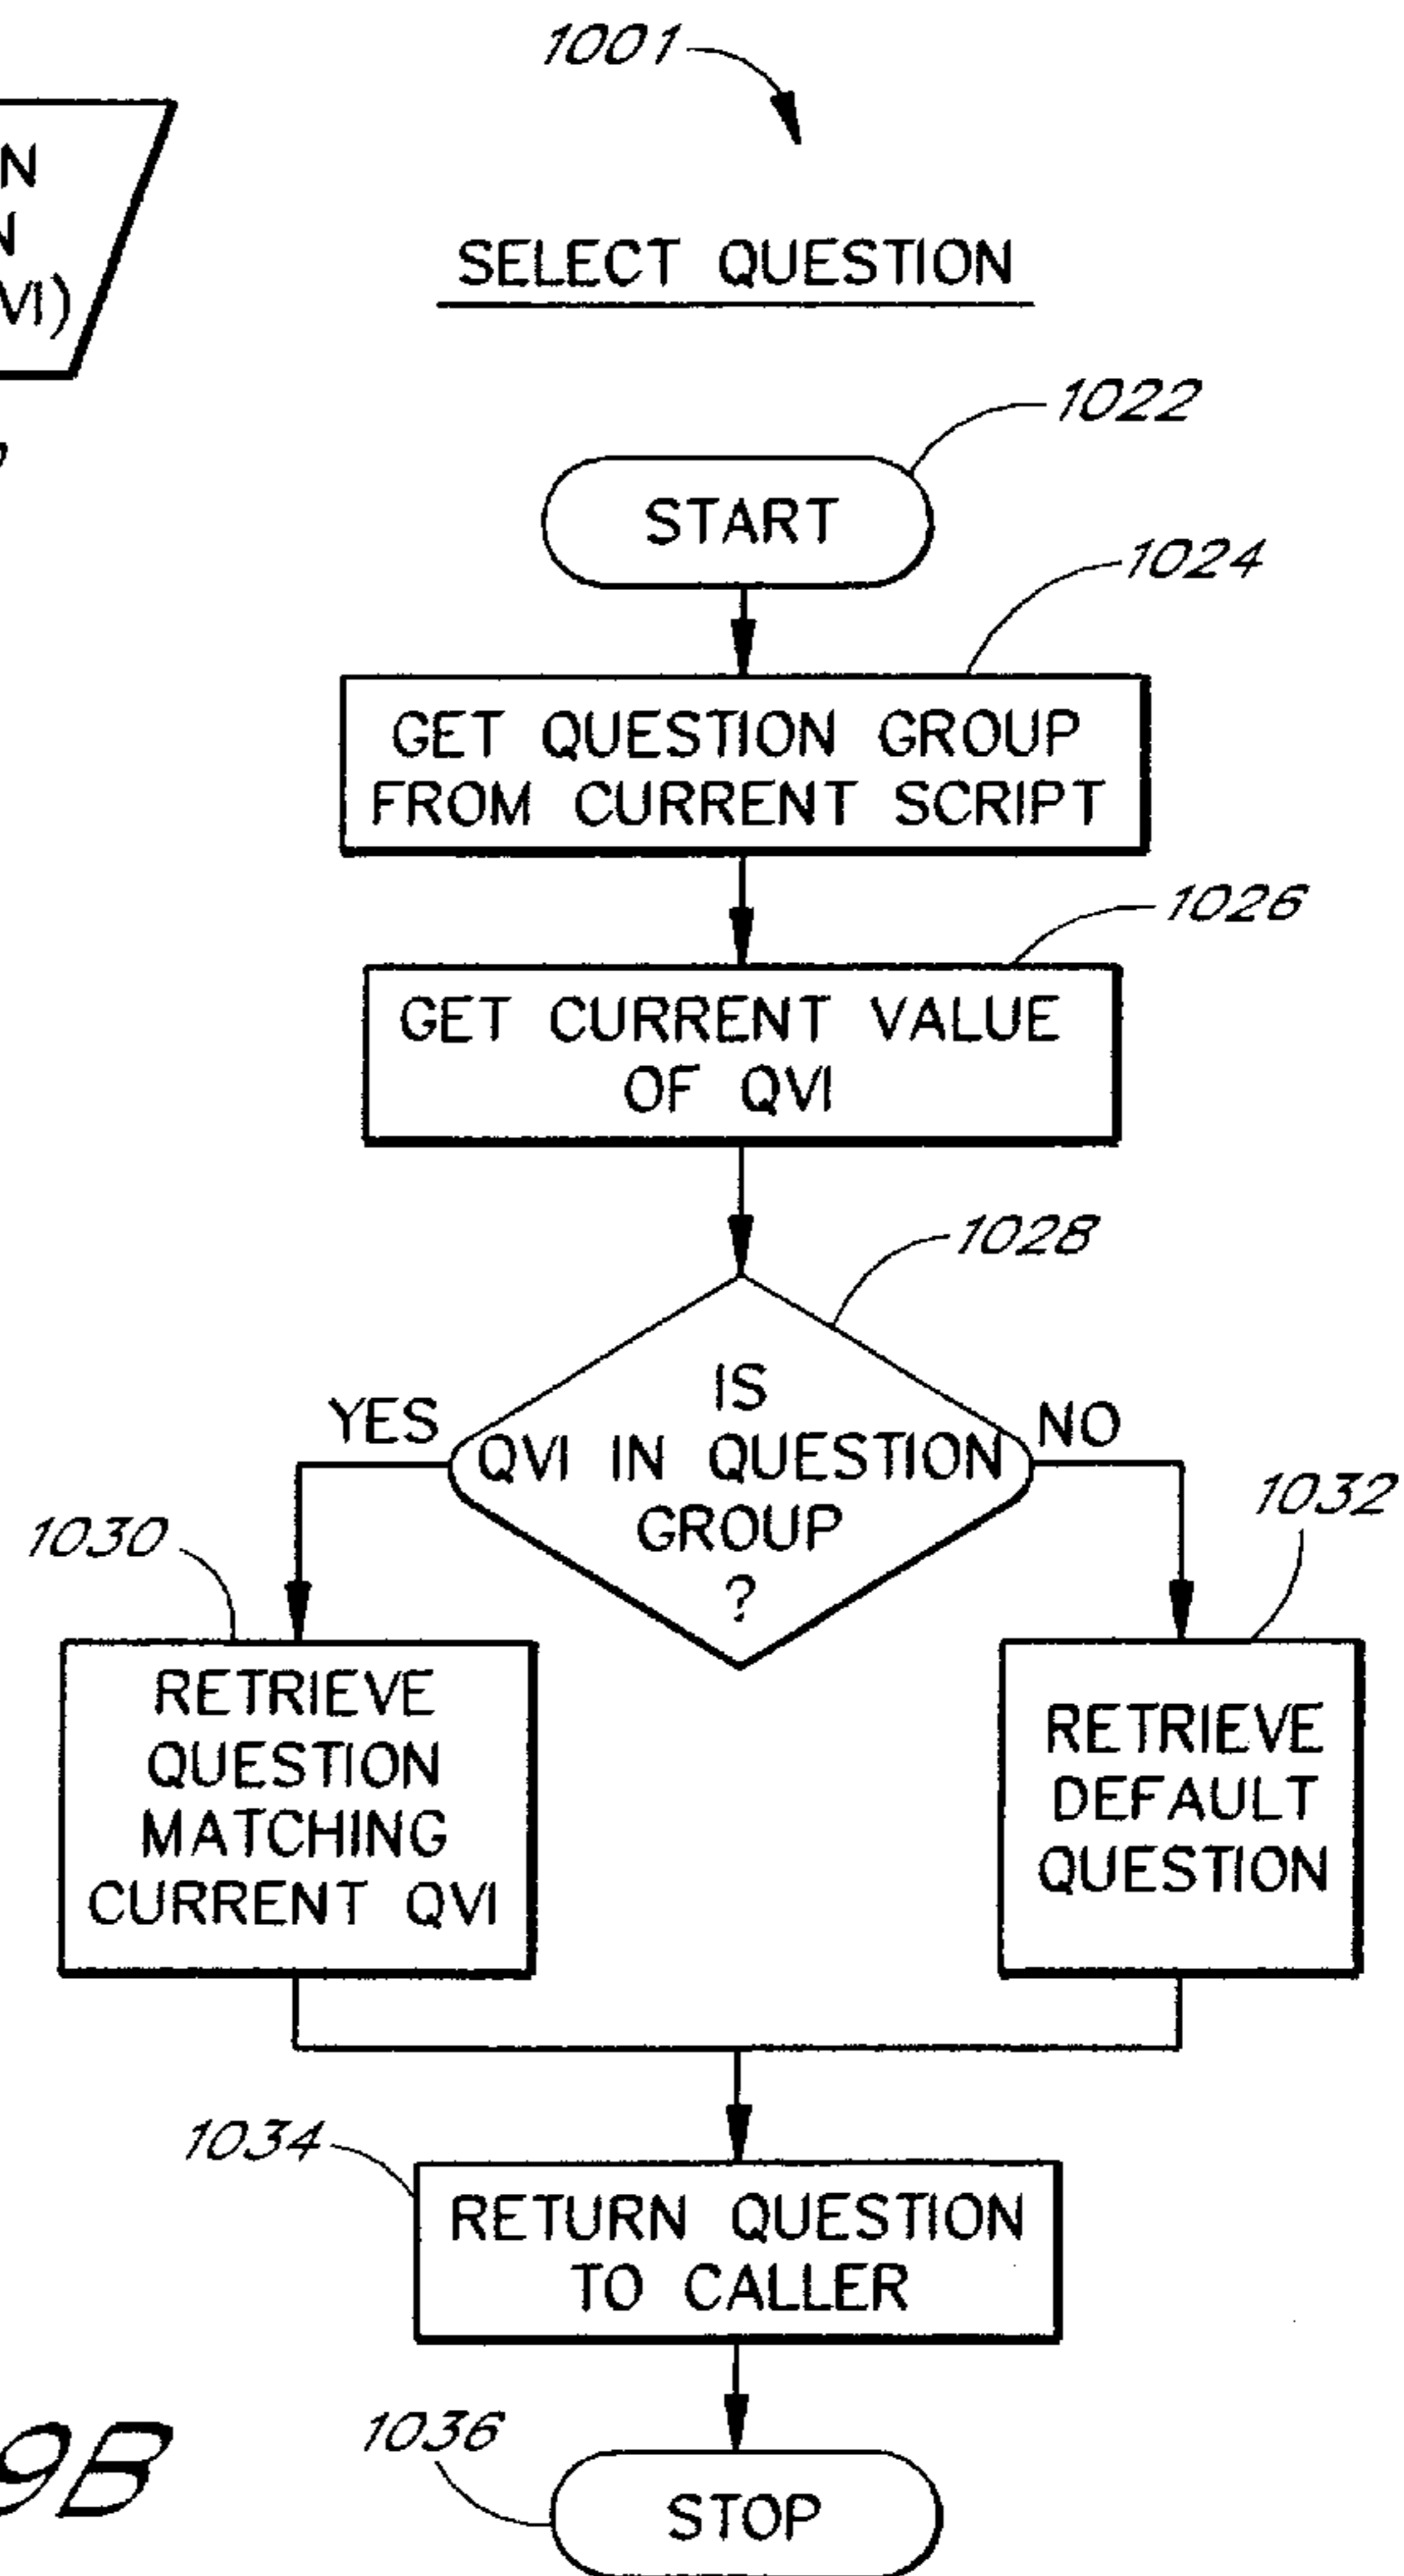 1001
N
N
VI)
SELECT QUESTION
1022
START
1024
GET QUESTION GROUP
FROM CURRENT SCRIPT
1026
GET CURRENT VALUE
OF QVI
1028
IS
QVI IN QUESTION
GROUP
?
YES
NO
1030
1032
RETRIEVE
QUESTION
MATCHING
CURRENT QVI
RETRIEVE
DEFAULT
QUESTION
1034
RETURN QUESTION
TO CALLER
1036
STOP
9B